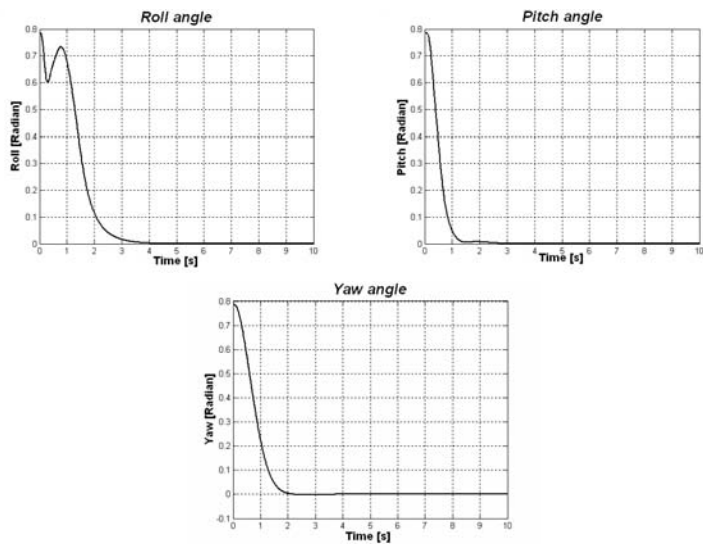 Roll angle
Pitch angle
0.8
0.7
0.6
0.5
0.4
0.3
0.2
0.1
0
Roll [Radian]
0 1 2 3 4 5 6 7 8 9 10
Time [s]
0.8
0.7
0.6
0.5
0.4
0.3
0.2
0.1
0
Pitch [Radian]
0 1 2 3 4 5 6 7 8 9 10
Time [s]
Yaw angle
0.8
0.7
0.6
0.5
0.4
0.3
0.2
0.1
0
-0.1
Yaw [Radian]
0 1 2 3 4 5 6 7 8 9 10
Time [s]